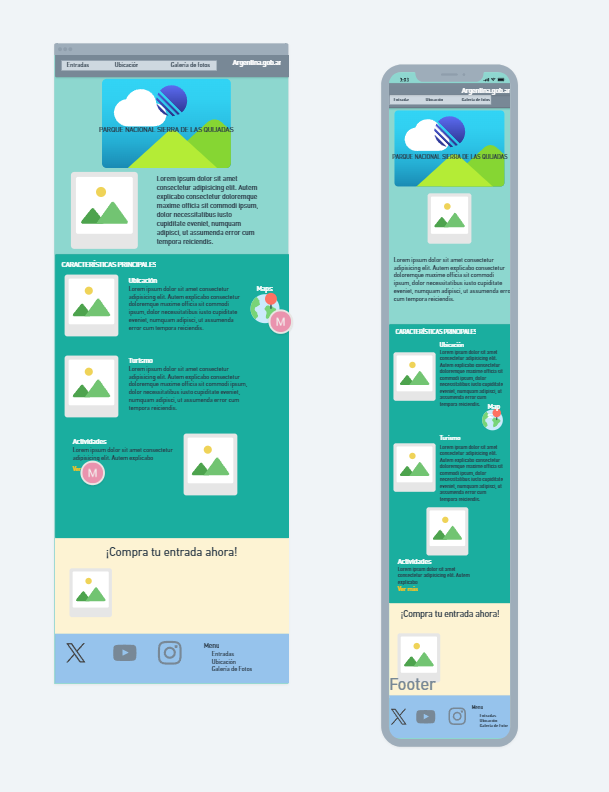 Entradas Ubicación Galería de fotos Argentina.gob.ar
PARQUE NACIONAL SIERRA DE LAS QUIJADAS
Lorem ipsum dolor sit amet
consectetur adipisicing elit. Autem
explicabo consectetur doloremque
maxime officia sit commodi ipsum,
dolor necessitatibus iusto
cupiditate eveniet, numquam
adipisci, ut assumenda error cum
tempora reiciendis.
CARACTERÍSTICAS PRINCIPALES
Ubicación
Lorem ipsum dolor sit amet consectetur
adipisicing elit. Autem explicabo consectetur
doloremque maxime officia sit commodi
ipsum, dolor necessitatibus iusto cupiditate
eveniet, numquam adipisci, ut assumenda
error cum tempora reiciendis.
Maps
M
Turismo
Lorem ipsum dolor sit amet consectetur
adipisicing elit. Autem explicabo consectetur
doloremque maxime officia sit commodi ipsum,
dolor necessitatibus iusto cupiditate eveniet,
numquam adipisci, ut assumenda error cum
tempora reiciendis.
Actividades
Lorem ipsum dolor sit amet consectetur
adipisicing elit. Autem explicabo
Ver
M
¡Compra tu entrada ahora!
Menu
Entradas
Ubicación
Galería de Fotos
Argentina.gob.ar
Entradas Ubicación Galería de fotos
PARQUE NACIONAL SIERRA DE LAS QUIJADAS
Lorem ipsum dolor sit amet consectetur
adipisicing elit. Autem explicabo consectetur
doloremque maxime officia sit commodi
ipsum, dolor necessitatibus iusto cupiditate
eveniet, numquam adipisci, ut assumenda error
cum tempora reiciendis.
CARACTERÍSTICAS PRINCIPALES
Ubicación
Lorem ipsum dolor sit amet
consectetur adipisicing elit.
Autem explicabo consectetur
doloremque maxime officia
sit commodi ipsum, dolor
necessitatibus iusto cupiditate
eveniet, numquam adipisci, ut
assumenda error cum
tempora reiciendis.
Map
Turismo
Lorem ipsum dolor sit amet
consectetur adipisicing elit.
Autem explicabo consectetur
doloremque maxime officia
sit commodi ipsum, dolor
necessitatibus iusto cupiditate
eveniet, numquam adipisci, ut
assumenda error cum
tempora reiciendis.
Actividades
Lorem ipsum dolor sit amet
consectetur adipisicing elit. Autem
explicabo
Ver más
¡Compra tu entrada ahora!
Footer
Menu
Entradas
Ubicación
Galería de Fotos